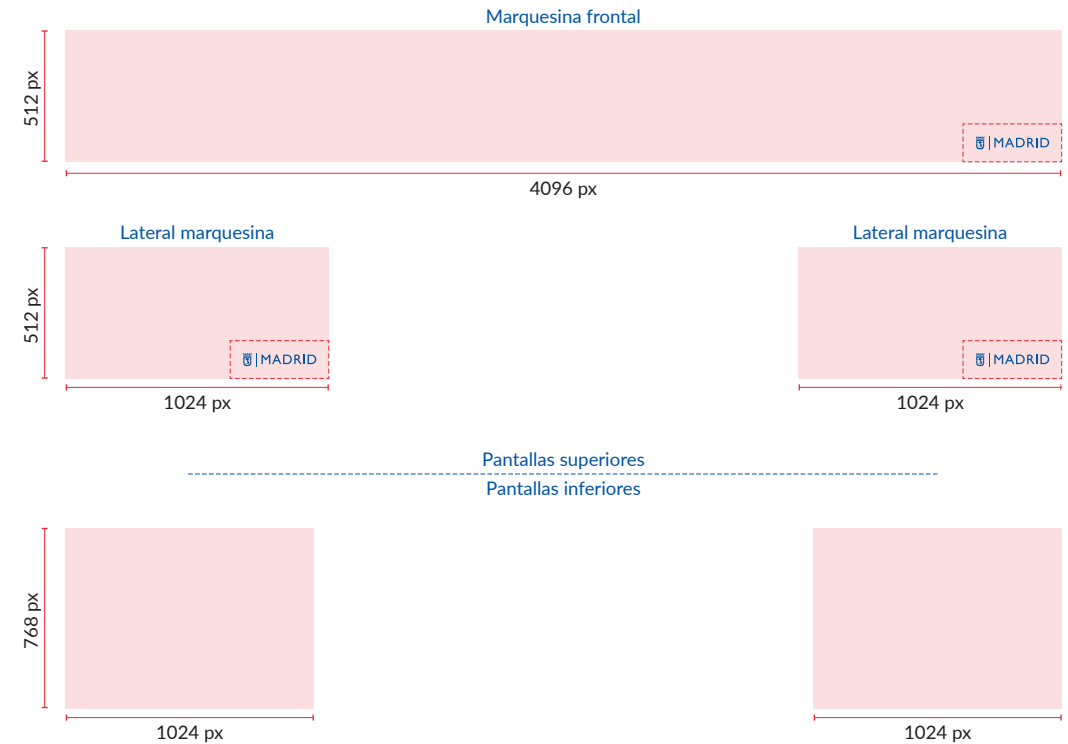 Marquesina frontal
512 px
MADRID
4096 px
Lateral marquesina
Lateral marquesina
512 px
MADRID
MADRID
1024 px
1024 px
Pantallas superiores
Pantallas inferiores
768 px
1024 px
1024 px